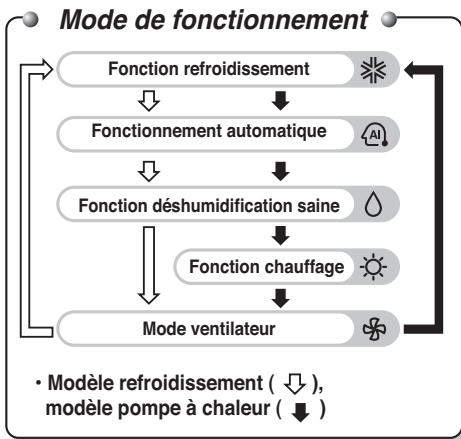 Mode de fonctionnement
Fonction refroidissement
Fonctionnement automatique
AI
Fonction déshumidification saine
Fonction chauffage
Mode ventilateur
· Modèle refroidissement ( ⇩ ),
modèle pompe à chaleur ( ⬇ )